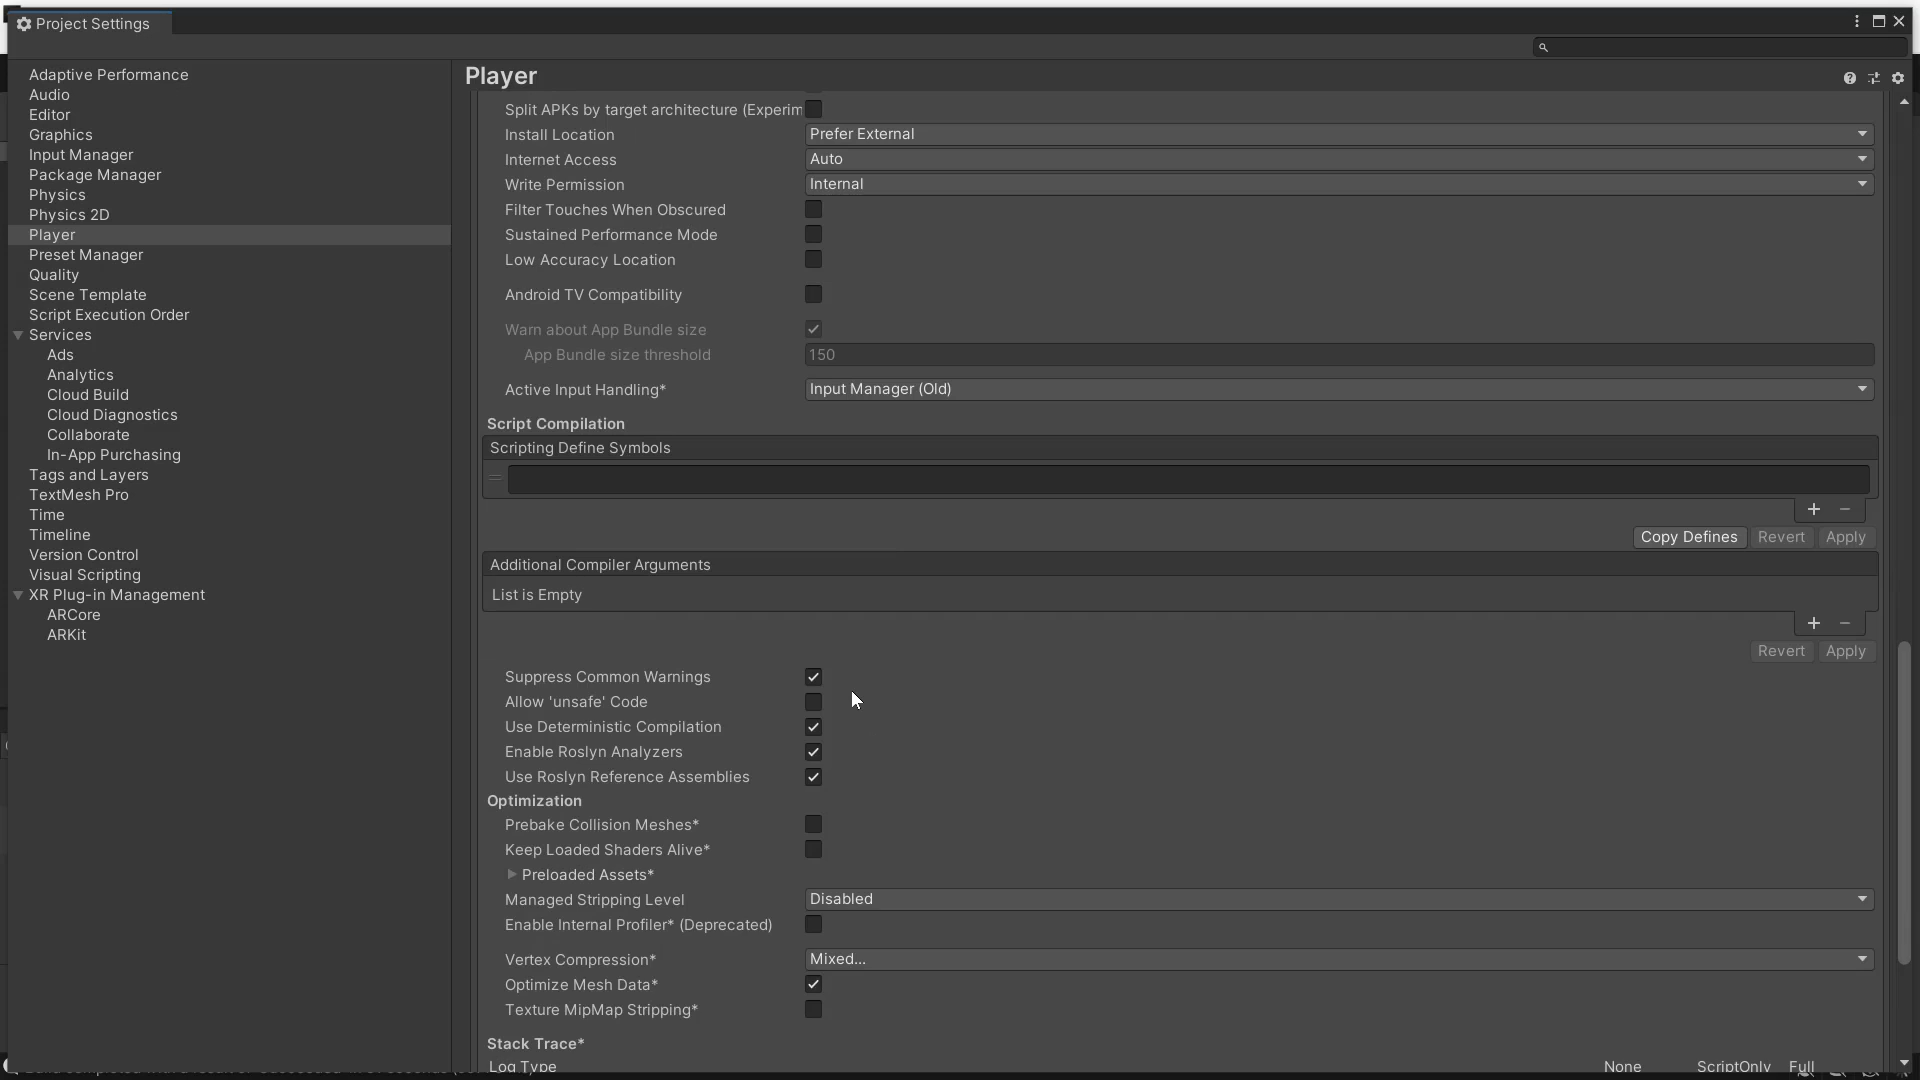 Project Settings
Adaptive Performance
Audio
Editor
Graphics
Input Manager
Package Manager
Physics
Physics 2D
Player
Preset Manager
Quality
Scene Template
Script Execution Order
Services
Ads
Analytics
Cloud Build
Cloud Diagnostics
Collaborate
In-App Purchasing
Tags and Layers
TextMesh Pro
Time
Timeline
Version Control
Visual Scripting
XR Plug-in Management
ARCore
ARKit
Player
Split APKs by target architecture (Experim
Install Location Prefer External
Internet Access Auto
Write Permission Internal
Filter Touches When Obscured
Sustained Performance Mode
Low Accuracy Location
Android TV Compatibility
Warn about App Bundle size
App Bundle size threshold 150
Active Input Handling* Input Manager (Old)
Script Compilation
Scripting Define Symbols
Copy Defines Revert Apply
Additional Compiler Arguments
List is Empty
Revert Apply
Suppress Common Warnings
Allow 'unsafe' Code
Use Deterministic Compilation
Enable Roslyn Analyzers
Use Roslyn Reference Assemblies
Optimization
Prebake Collision Meshes*
Keep Loaded Shaders Alive*
Preloaded Assets*
Managed Stripping Level Disabled
Enable Internal Profiler* (Deprecated)
Vertex Compression* Mixed...
Optimize Mesh Data*
Texture MipMap Stripping*
Stack Trace*
Log Type None ScriptOnly Full